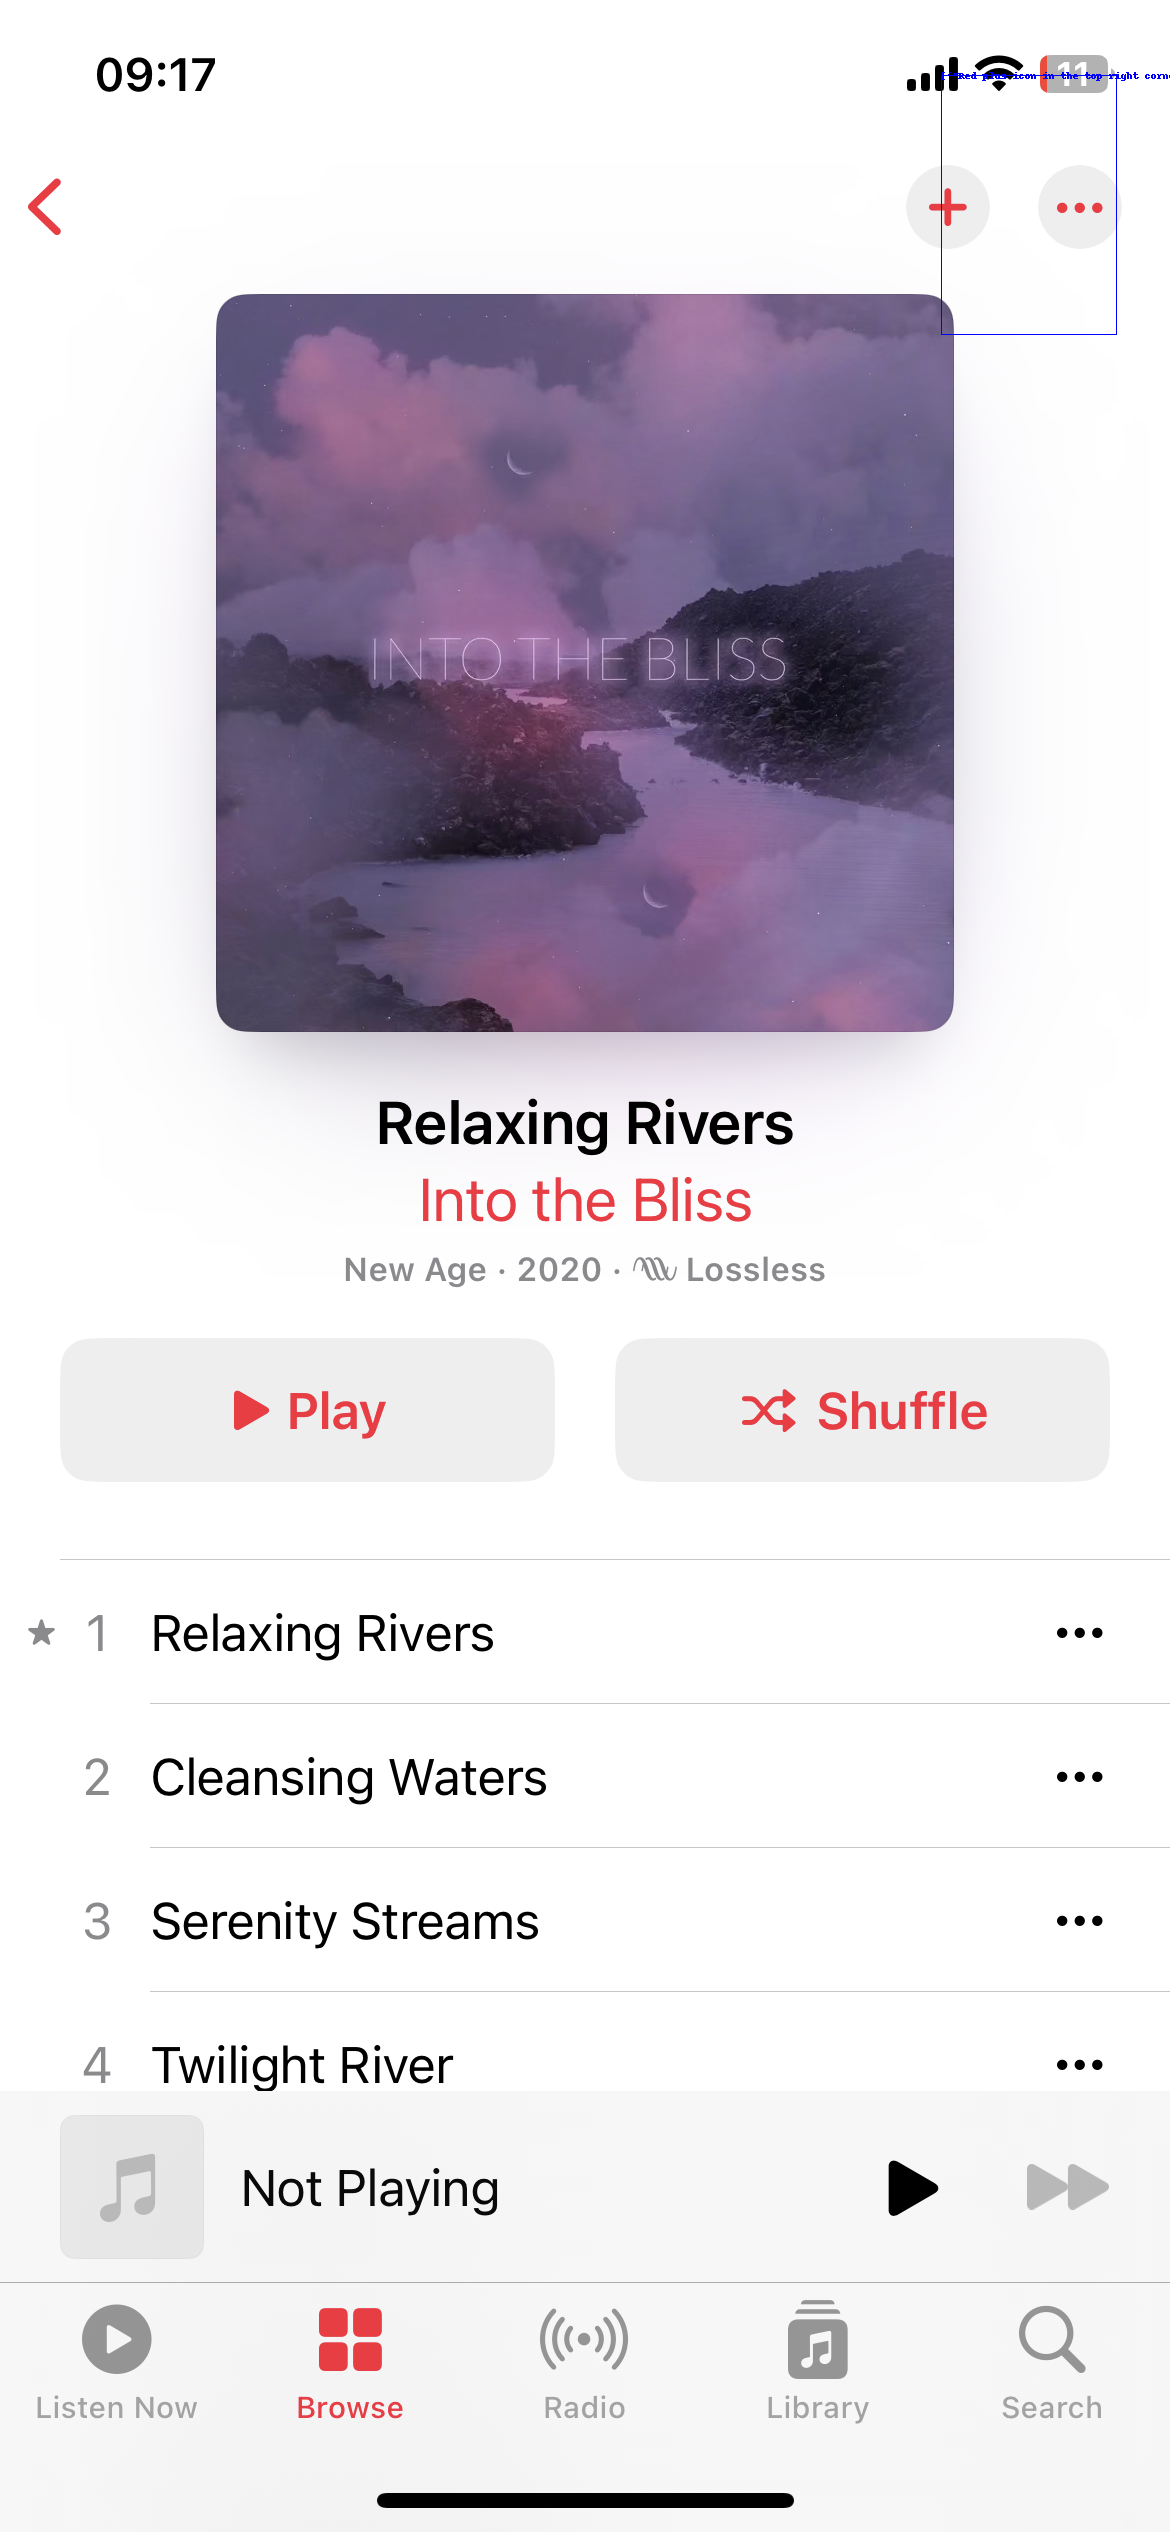 09:17
11
Red plus icon in the top right corn
INTO THE BLISS
Relaxing Rivers
Into the Bliss
New Age · 2020 · Lossless
Play
Shuffle
★ 1 Relaxing Rivers
2 Cleansing Waters
3 Serenity Streams
4 Twilight River
Not Playing
Listen Now
Browse
Radio
Library
Search